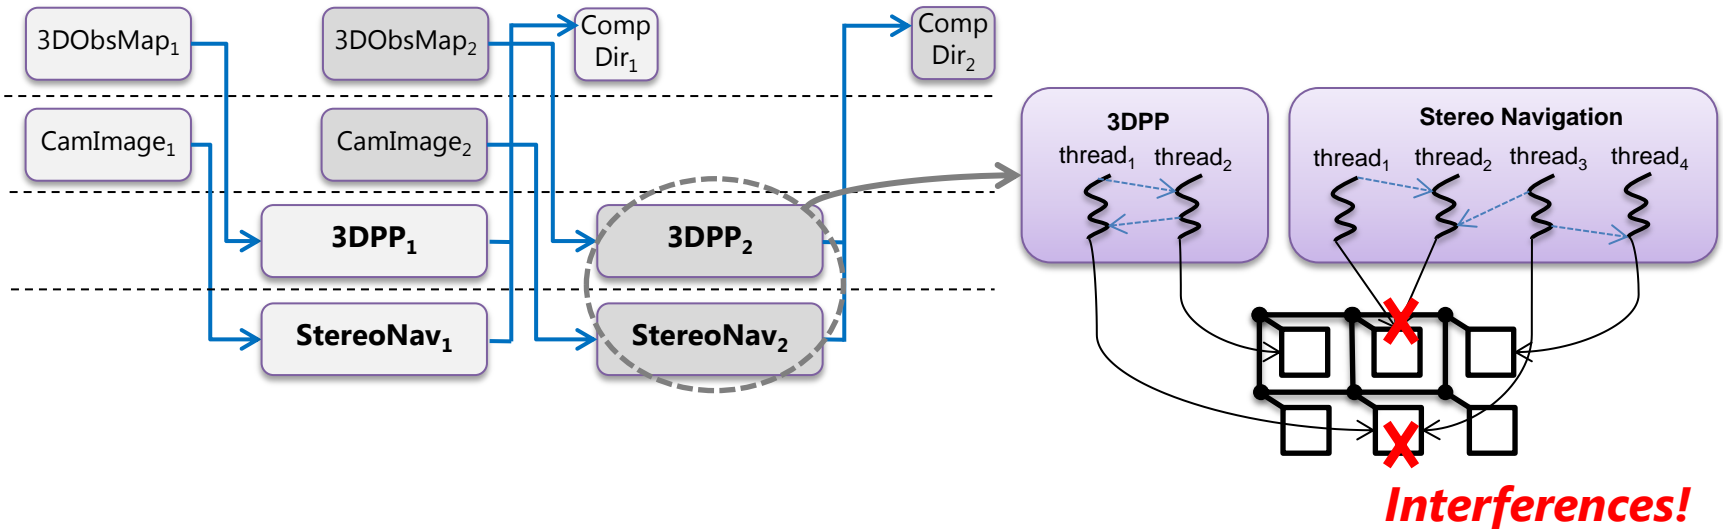 3DObsMap1
3DObsMap2
Comp
Dir1
Comp
Dir2
CamImage1
CamImage2
3DPP1
3DPP2
StereoNav1
StereoNav2
3DPP
thread1 thread2
Stereo Navigation
thread1 thread2 thread3 thread4
X
X
Interferences!